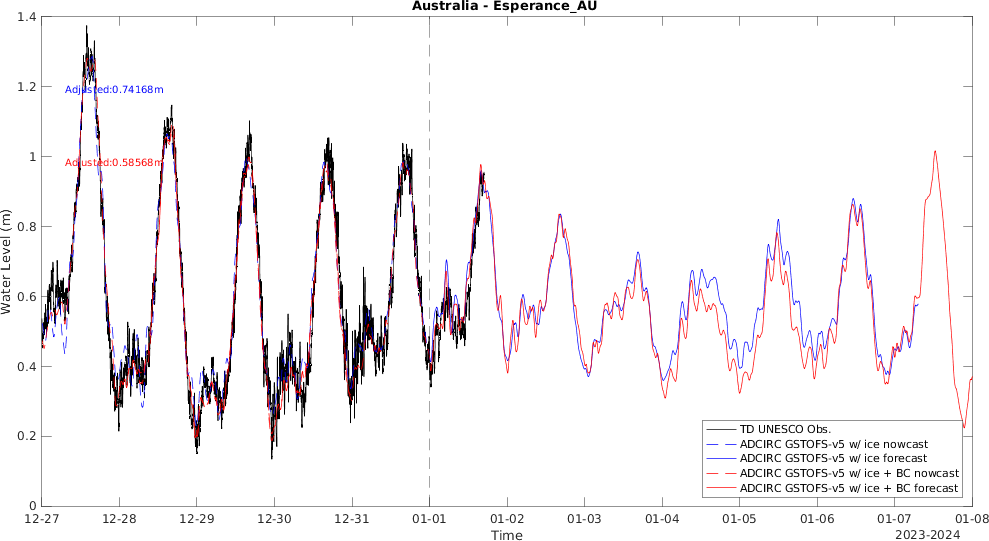 Australia - Esperance_AU
1.4
1.2
1
0.8
0.6
0.4
0.2
0
Water Level (m)
Adjusted:0.74168m
Adjusted:0.58568m
TD UNESCO Obs.
ADCIRC GSTOFS-v5 w/ ice nowcast
ADCIRC GSTOFS-v5 w/ ice forecast
ADCIRC GSTOFS-v5 w/ ice + BC nowcast
ADCIRC GSTOFS-v5 w/ ice + BC forecast
12-27 12-28 12-29 12-30 12-31 01-01 01-02 01-03 01-04 01-05 01-06 01-07 01-08
Time
2023-2024